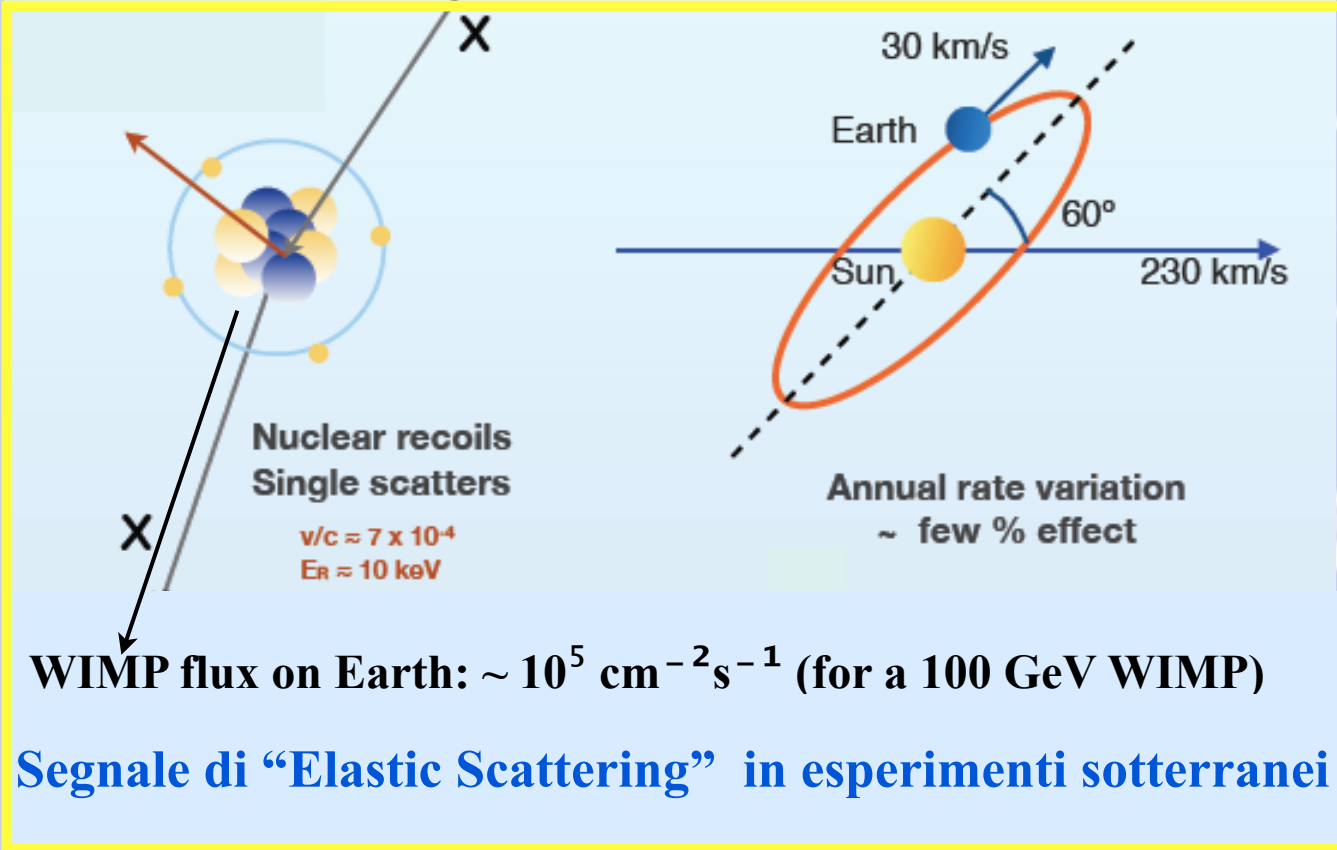 X
30 km/s
Earth
60º
Sun
230 km/s
Nuclear recoils
Single scatters
v/c ≈ 7 x 10⁻⁴
Eʀ ≈ 10 keV
X
Annual rate variation
~ few % effect
WIMP flux on Earth: ~ 10⁵ cm⁻²s⁻¹ (for a 100 GeV WIMP)
Segnale di “Elastic Scattering” in esperimenti sotterranei